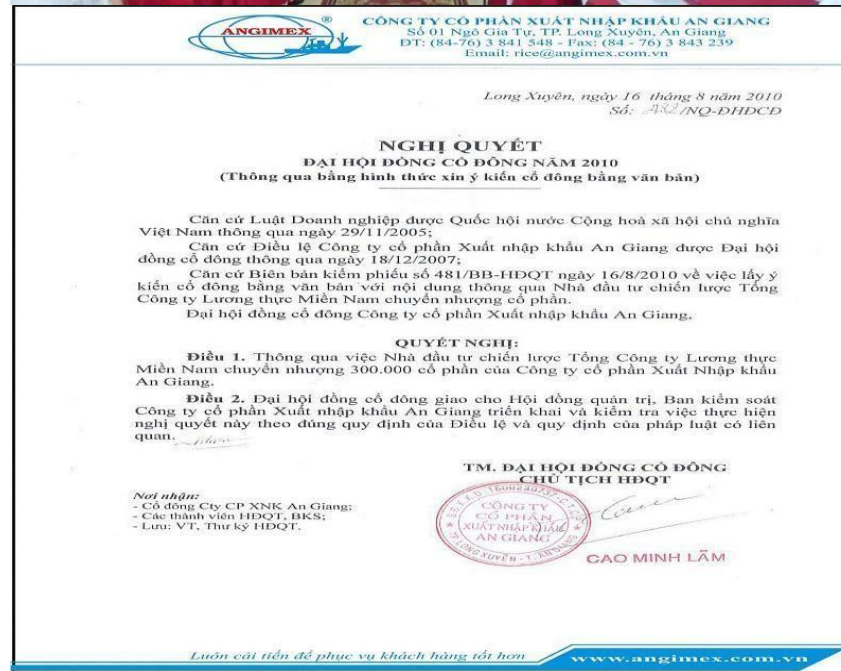 ANGIMEX
CÔNG TY CỔ PHẦN XUẤT NHẬP KHẨU AN GIANG
Số 01 Ngô Gia Tự, TP. Long Xuyên, An Giang
ĐT: (84-76) 3 841 548 - Fax: (84 - 76) 3 843 239
Email: rice@angimex.com.vn
Long Xuyên, ngày 16 tháng 8 năm 2010
Số: 482/NQ-ĐHĐCĐ
NGHỊ QUYẾT
ĐẠI HỘI ĐỒNG CỔ ĐÔNG NĂM 2010
(Thông qua bằng hình thức xin ý kiến cổ đông bằng văn bản)
Căn cứ Luật Doanh nghiệp được Quốc hội nước Cộng hoà xã hội chủ nghĩa
Việt Nam thông qua ngày 29/11/2005;
Căn cứ Điều lệ Công ty cổ phần Xuất nhập khẩu An Giang được Đại hội
đồng cổ đông thông qua ngày 18/12/2007;
Căn cứ Biên bản kiểm phiếu số 481/BB-HĐQT ngày 16/8/2010 về việc lấy ý
kiến cổ đông bằng văn bản với nội dung thông qua Nhà đầu tư chiến lược Tổng
Công ty Lương thực Miền Nam chuyển nhượng cổ phần.
Đại hội đồng cổ đông Công ty cổ phần Xuất nhập khẩu An Giang,
QUYẾT NGHỊ:
Điều 1. Thông qua việc Nhà đầu tư chiến lược Tổng Công ty Lương thực
Miền Nam chuyển nhượng 300.000 cổ phần của Công ty cổ phần Xuất Nhập khẩu
An Giang.
Điều 2. Đại hội đồng cổ đông giao cho Hội đồng quản trị, Ban kiểm soát
Công ty cổ phần Xuất nhập khẩu An Giang triển khai và kiểm tra việc thực hiện
nghị quyết này theo đúng quy định của Điều lệ và quy định của pháp luật có liên
quan.
TM. ĐẠI HỘI ĐỒNG CỔ ĐÔNG
CHỦ TỊCH HĐQT
Nơi nhận:
- Cổ đông Cty CP XNK An Giang;
- Các thành viên HĐQT, BKS;
- Lưu: VT, Thư ký HĐQT.
CÔNG TY
CỔ PHẦN
XUẤT NHẬP KHẨU
AN GIANG
TP. LONG XUYÊN - T. AN GIANG
CAO MINH LÃM
Luôn cải tiến để phục vụ khách hàng tốt hơn
www.angimex.com.vn